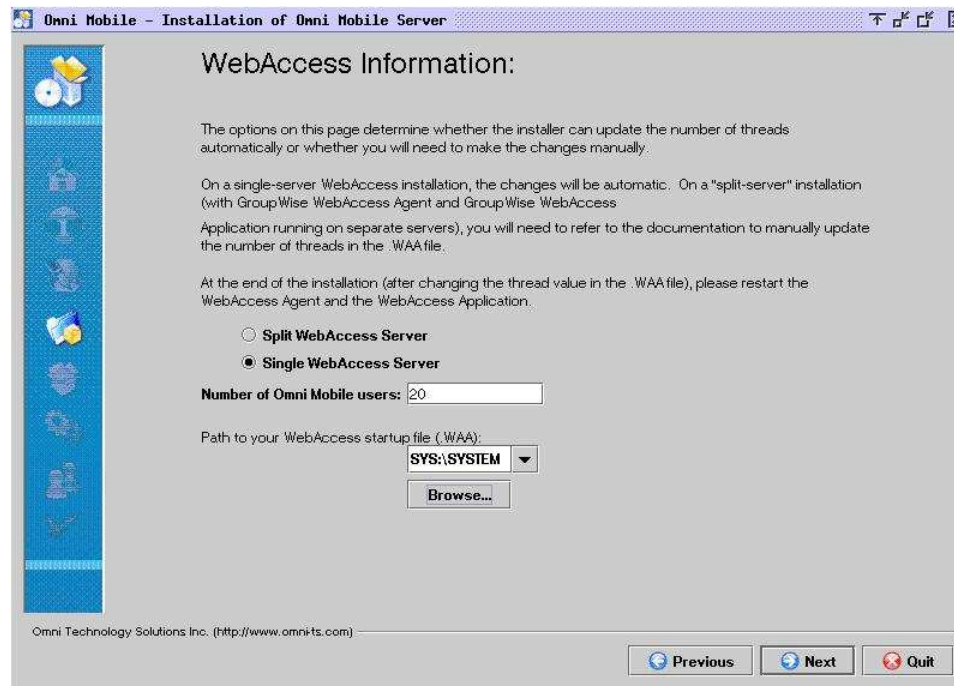 Omni Mobile - Installation of Omni Mobile Server
WebAccess Information:
The options on this page determine whether the installer can update the number of threads
automatically or whether you will need to make the changes manually.
On a single-server WebAccess installation, the changes will be automatic. On a "split-server" installation
(with GroupWise WebAccess Agent and GroupWise WebAccess
Application running on separate servers), you will need to refer to the documentation to manually update
the number of threads in the .WAA file.
At the end of the installation (after changing the thread value in the .WAA file), please restart the
WebAccess Agent and the WebAccess Application.
Split WebAccess Server
Single WebAccess Server
Number of Omni Mobile users: 20
Path to your WebAccess startup file (.WAA):
SYS:\SYSTEM
Browse...
Omni Technology Solutions Inc. (http://www.omni-ts.com)
Previous Next Quit